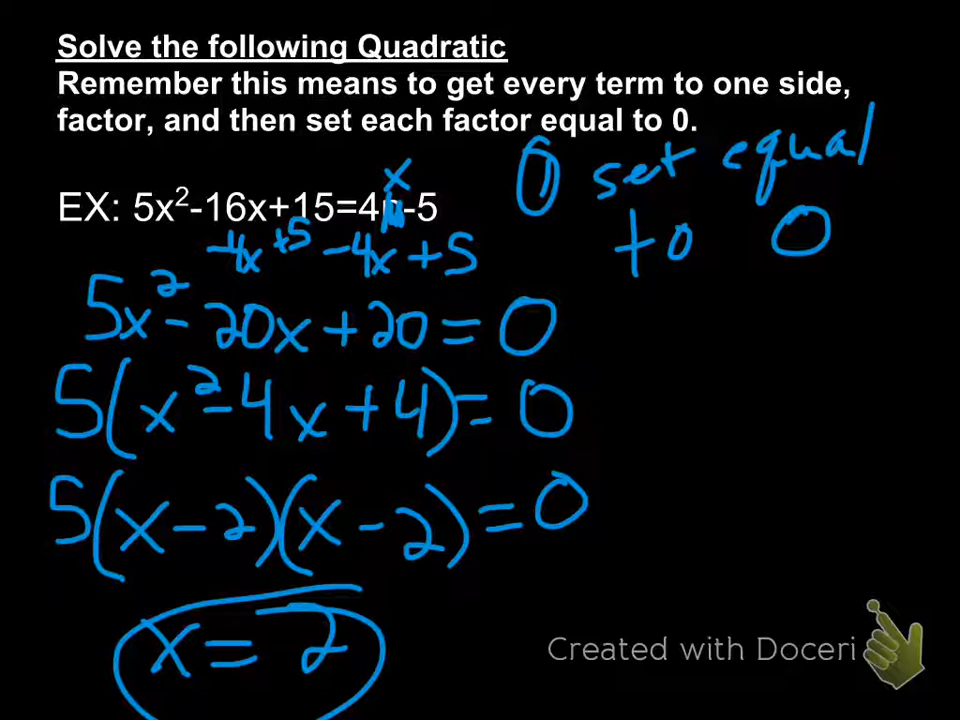 Solve the following Quadratic
Remember this means to get every term to one side,
factor, and then set each factor equal to 0.
① set equal
to 0
x
EX: 5x²-16x+15=4-5
-4x +5 -4x +5
5x² - 20x + 20 = 0
5(x² - 4x + 4) = 0
5(x - 2)(x - 2) = 0
x = 2
Created with Doceri